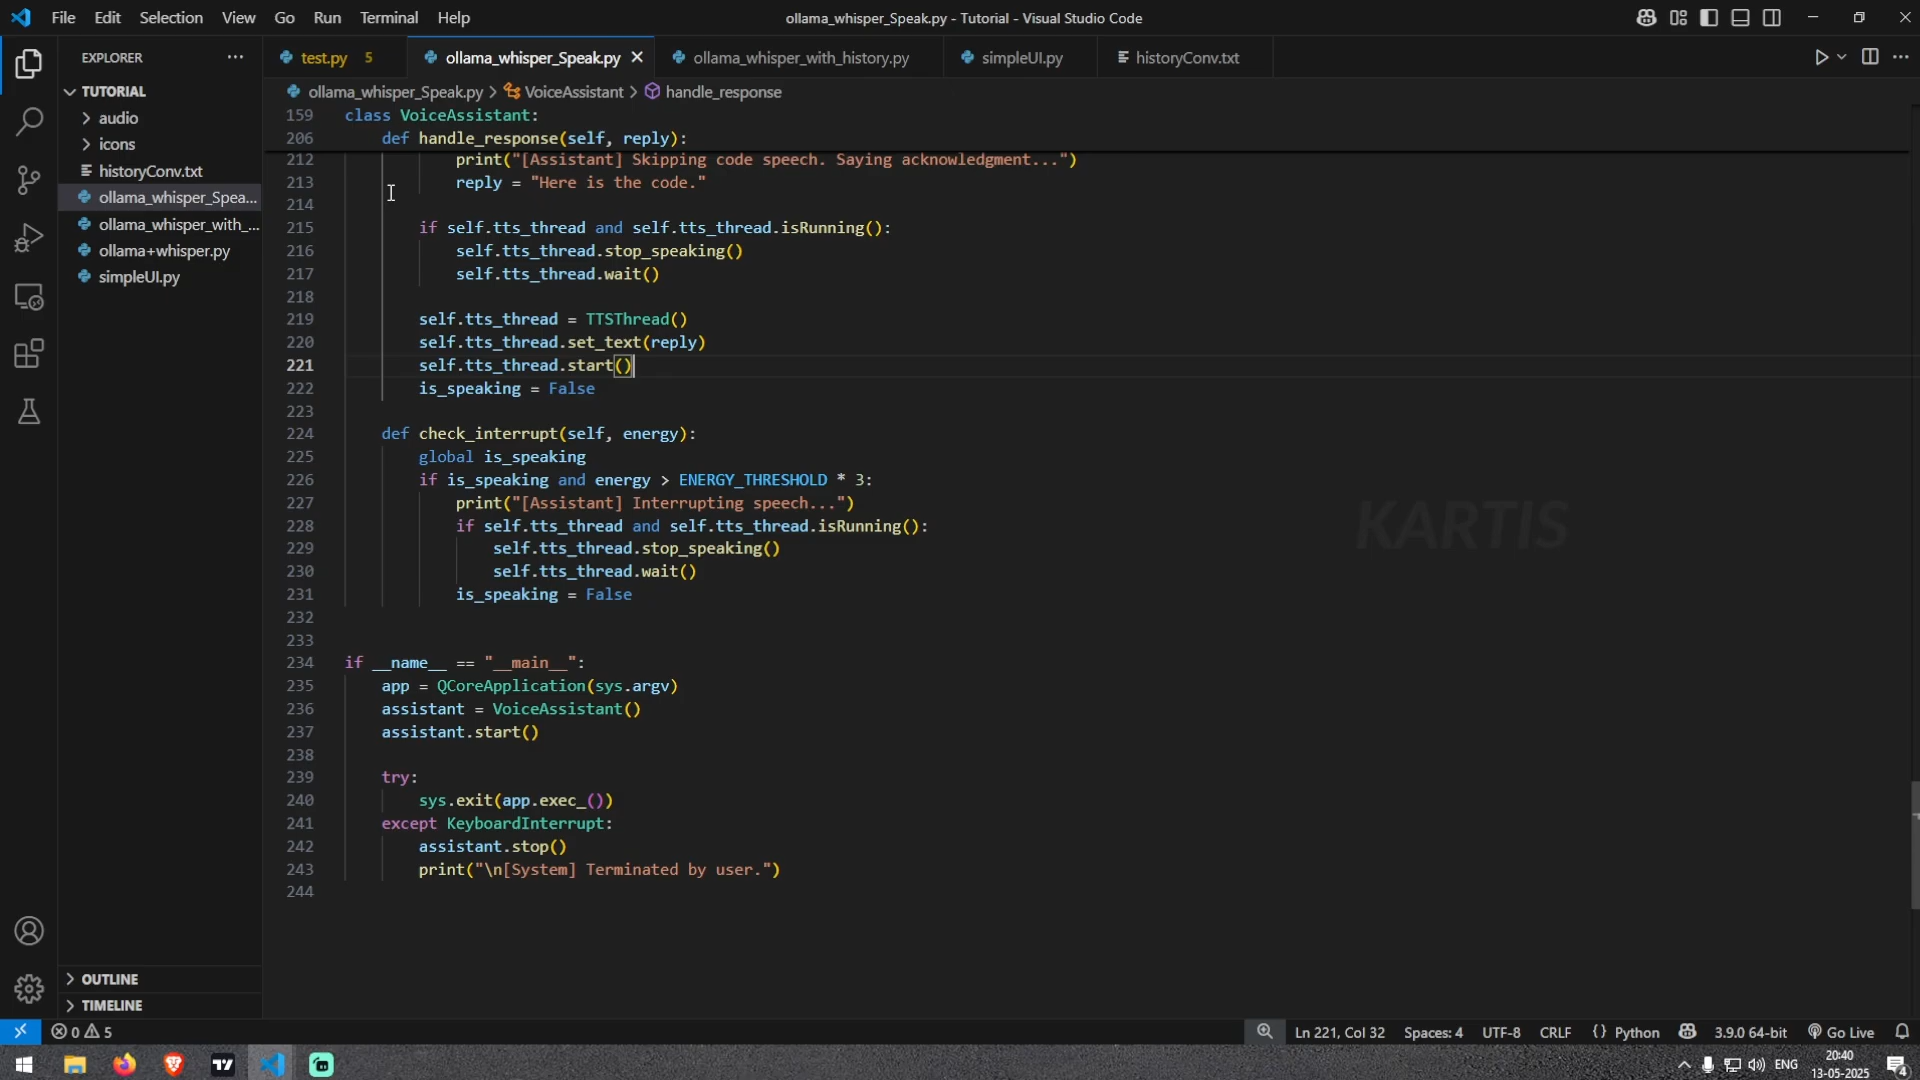 File Edit Selection View Go Run Terminal Help
ollama_whisper_Speak.py - Tutorial - Visual Studio Code
EXPLORER
test.py 5
ollama_whisper_Speak.py
ollama_whisper_with_history.py
simpleUI.py
historyConv.txt
TUTORIAL
audio
icons
historyConv.txt
ollama_whisper_Spea...
ollama_whisper_with_...
ollama+whisper.py
simpleUI.py
OUTLINE
TIMELINE
ollama_whisper_Speak.py > VoiceAssistant > handle_response
159 class VoiceAssistant:
206 def handle_response(self, reply):
212 print("[Assistant] Skipping code speech. Saying acknowledgment...")
213 reply = "Here is the code."
214
215 if self.tts_thread and self.tts_thread.isRunning():
216 self.tts_thread.stop_speaking()
217 self.tts_thread.wait()
218
219 self.tts_thread = TTSThread()
220 self.tts_thread.set_text(reply)
221 self.tts_thread.start()
222 is_speaking = False
223
224 def check_interrupt(self, energy):
225 global is_speaking
226 if is_speaking and energy > ENERGY_THRESHOLD * 3:
227 print("[Assistant] Interrupting speech...")
228 if self.tts_thread and self.tts_thread.isRunning():
229 self.tts_thread.stop_speaking()
230 self.tts_thread.wait()
231 is_speaking = False
232
233
234 if __name__ == "__main__":
235 app = QCoreApplication(sys.argv)
236 assistant = VoiceAssistant()
237 assistant.start()
238
239 try:
240 sys.exit(app.exec_())
241 except KeyboardInterrupt:
242 assistant.stop()
243 print("\n[System] Terminated by user.")
244
KARTIS
0 5
Ln 221, Col 32 Spaces: 4 UTF-8 CRLF {} Python 3.9.0 64-bit Go Live
ENG
20:40
13-05-2025
4